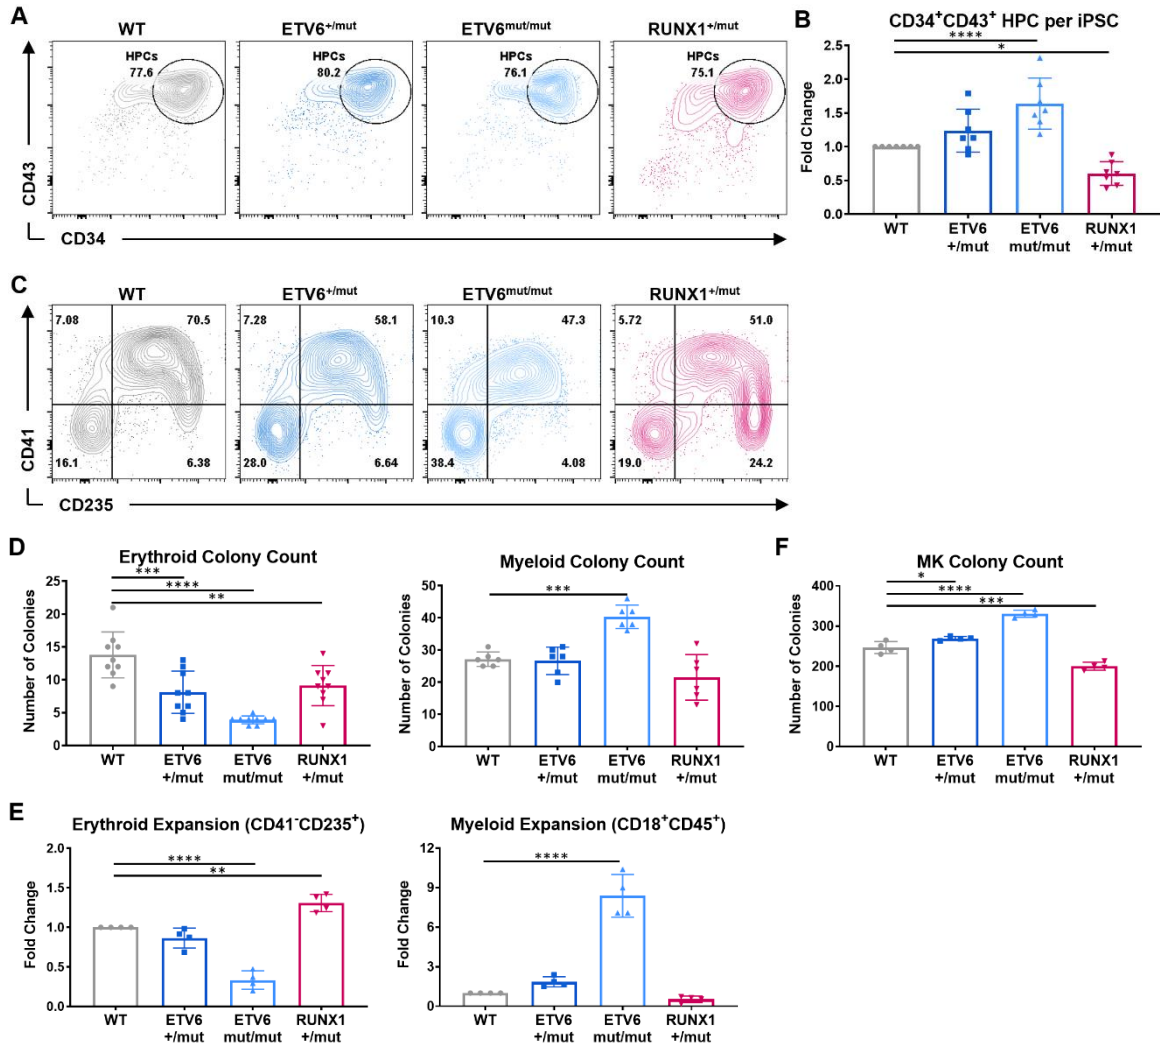 A
WT
ETV6+/mut
ETV6mut/mut
RUNX1+/mut
HPCs
77.6
HPCs
80.2
HPCs
76.1
HPCs
75.1
CD43
CD34
B
CD34+CD43+ HPC per iPSC
****
*
Fold Change
2.5
2.0
1.5
1.0
0.5
0.0
WT
ETV6
+/mut
ETV6
mut/mut
RUNX1
+/mut
C
WT
ETV6+/mut
ETV6mut/mut
RUNX1+/mut
7.08
70.5
16.1
6.38
7.28
58.1
28.0
6.64
10.3
47.3
38.4
4.08
5.72
51.0
19.0
24.2
CD41
CD235
D
Erythroid Colony Count
***
****
**
Number of Colonies
25
20
15
10
5
0
WT
ETV6
+/mut
ETV6
mut/mut
RUNX1
+/mut
Myeloid Colony Count
***
Number of Colonies
50
40
30
20
10
0
WT
ETV6
+/mut
ETV6
mut/mut
RUNX1
+/mut
F
MK Colony Count
*
****
***
Number of Colonies
400
300
200
100
0
WT
ETV6
+/mut
ETV6
mut/mut
RUNX1
+/mut
E
Erythroid Expansion (CD41-CD235+)
****
**
Fold Change
2.0
1.5
1.0
0.5
0.0
WT
ETV6
+/mut
ETV6
mut/mut
RUNX1
+/mut
Myeloid Expansion (CD18+CD45+)
****
Fold Change
12
9
6
3
0
WT
ETV6
+/mut
ETV6
mut/mut
RUNX1
+/mut